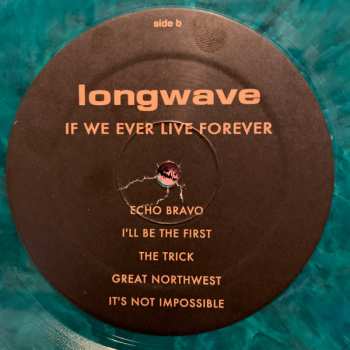 side b
longwave
IF WE EVER LIVE FOREVER
ECHO BRAVO
I'LL BE THE FIRST
THE TRICK
GREAT NORTHWEST
IT'S NOT IMPOSSIBLE